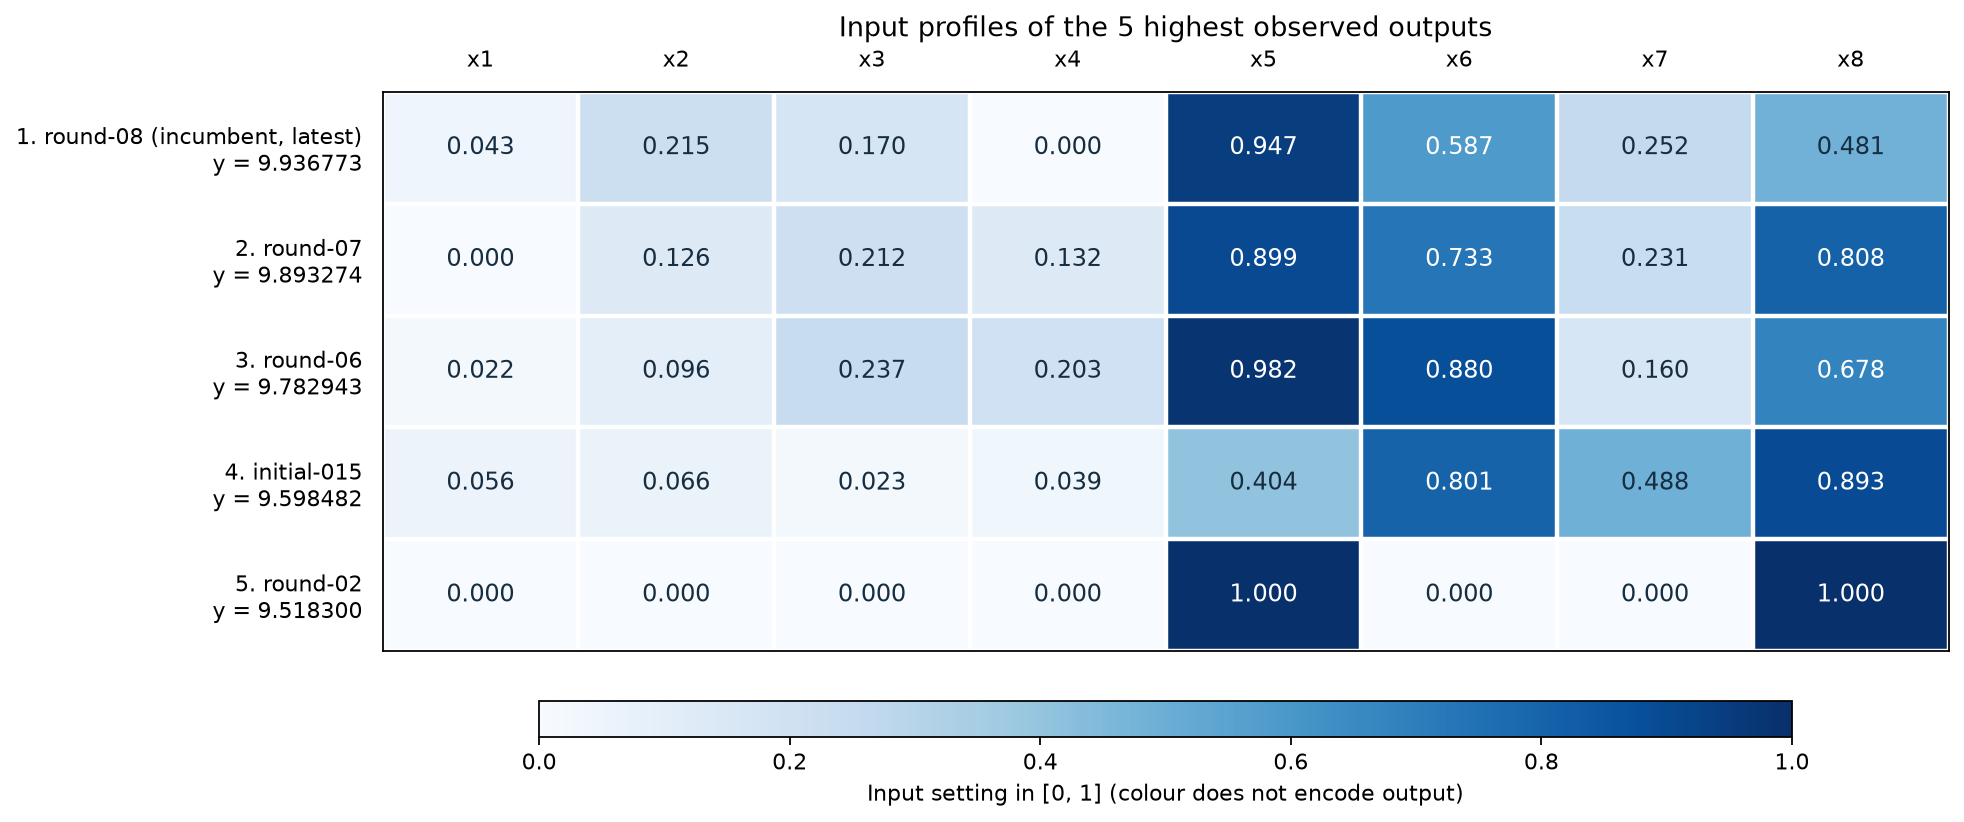 Input profiles of the 5 highest observed outputs
x1 x2 x3 x4 x5 x6 x7 x8
1. round-08 (incumbent, latest)
y = 9.936773
0.043 0.215 0.170 0.000 0.947 0.587 0.252 0.481
2. round-07
y = 9.893274
0.000 0.126 0.212 0.132 0.899 0.733 0.231 0.808
3. round-06
y = 9.782943
0.022 0.096 0.237 0.203 0.982 0.880 0.160 0.678
4. initial-015
y = 9.598482
0.056 0.066 0.023 0.039 0.404 0.801 0.488 0.893
5. round-02
y = 9.518300
0.000 0.000 0.000 0.000 1.000 0.000 0.000 1.000
0.0 0.2 0.4 0.6 0.8 1.0
Input setting in [0, 1] (colour does not encode output)